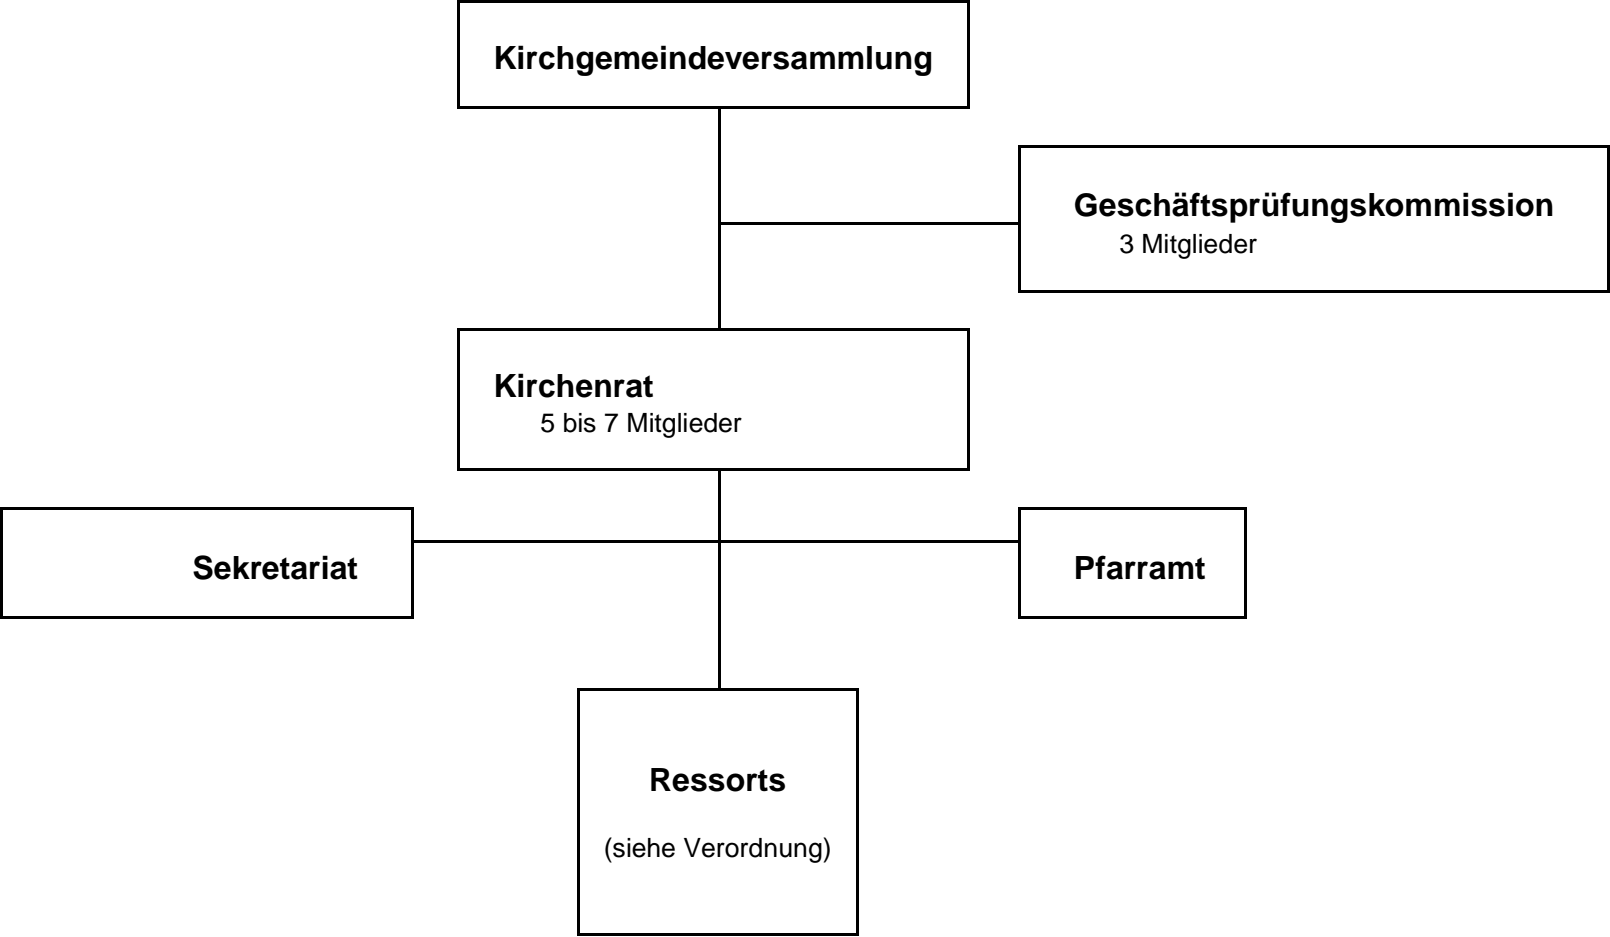 Kirchgemeindeversammlung
Geschäftsprüfungskommission
3 Mitglieder
Kirchenrat
5 bis 7 Mitglieder
Sekretariat
Pfarramt
Ressorts
(siehe Verordnung)